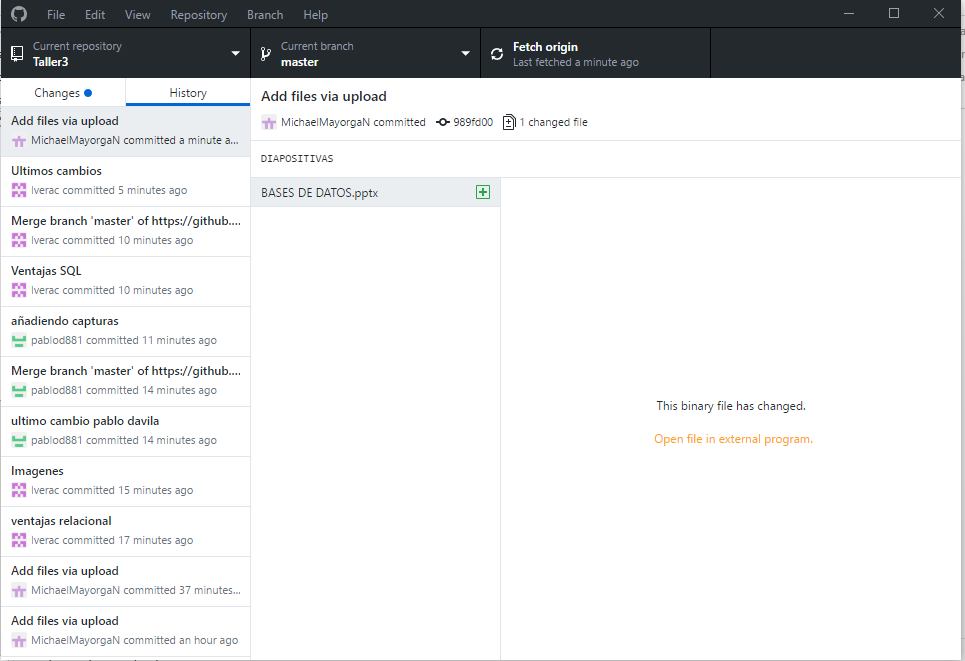 File Edit View Repository Branch Help
Current repository
Taller3
Current branch
master
Fetch origin
Last fetched a minute ago
Changes
History
Add files via upload
MichaelMayorgaN committed a minute a...
Ultimos cambios
lverac committed 5 minutes ago
Merge branch 'master' of https://github....
lverac committed 10 minutes ago
Ventajas SQL
lverac committed 10 minutes ago
añadiendo capturas
pablod881 committed 11 minutes ago
Merge branch 'master' of https://github....
pablod881 committed 14 minutes ago
ultimo cambio pablo davila
pablod881 committed 14 minutes ago
Imagenes
lverac committed 15 minutes ago
ventajas relacional
lverac committed 17 minutes ago
Add files via upload
MichaelMayorgaN committed 37 minutes...
Add files via upload
MichaelMayorgaN committed an hour ago
Add files via upload
MichaelMayorgaN committed 989fd00 1 changed file
DIAPOSITIVAS
BASES DE DATOS.pptx
This binary file has changed.
Open file in external program.